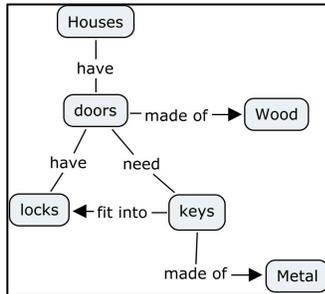 Houses
have
doors
made of
Wood
have
need
locks
fit into
keys
made of
Metal